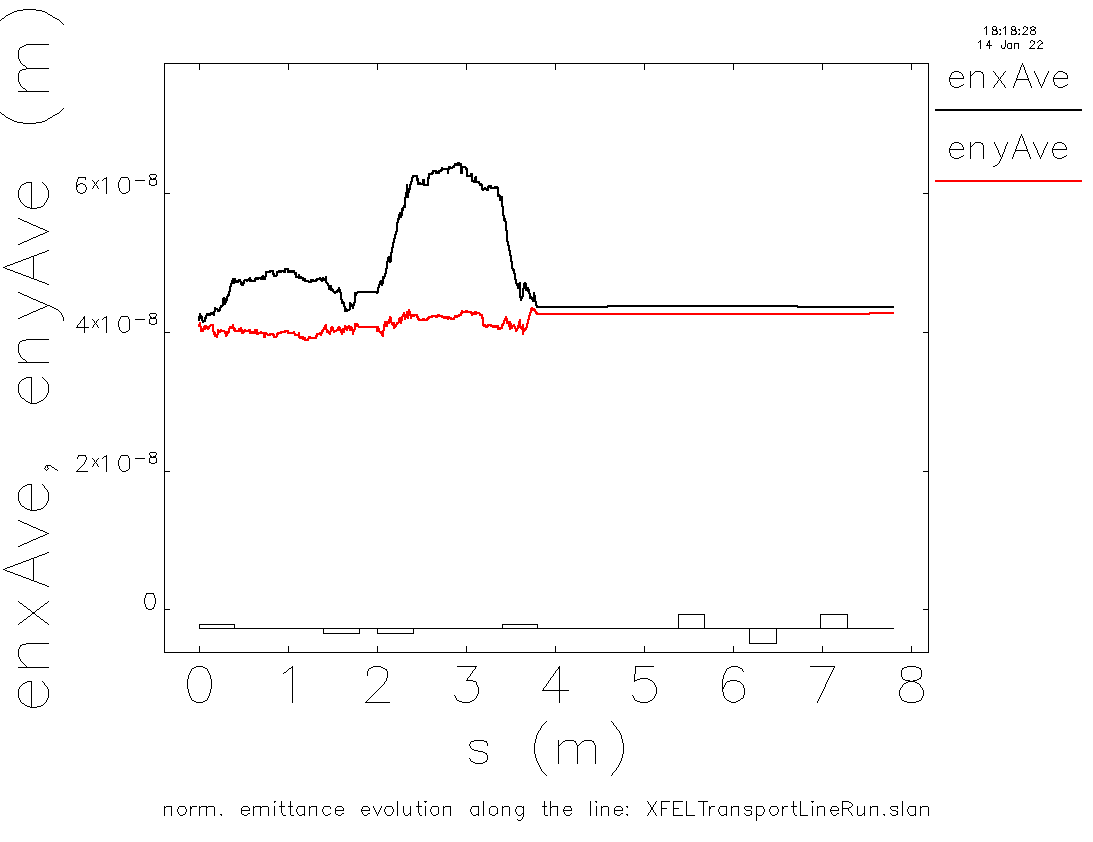 18:18:28
14 Jan 22
enxAve
enyAve
enxAve, enyAve (m)
6×10-8
4×10-8
2×10-8
0
0 1 2 3 4 5 6 7 8
s (m)
norm. emittance evolution along the line: XFELTransportLineRun.slan